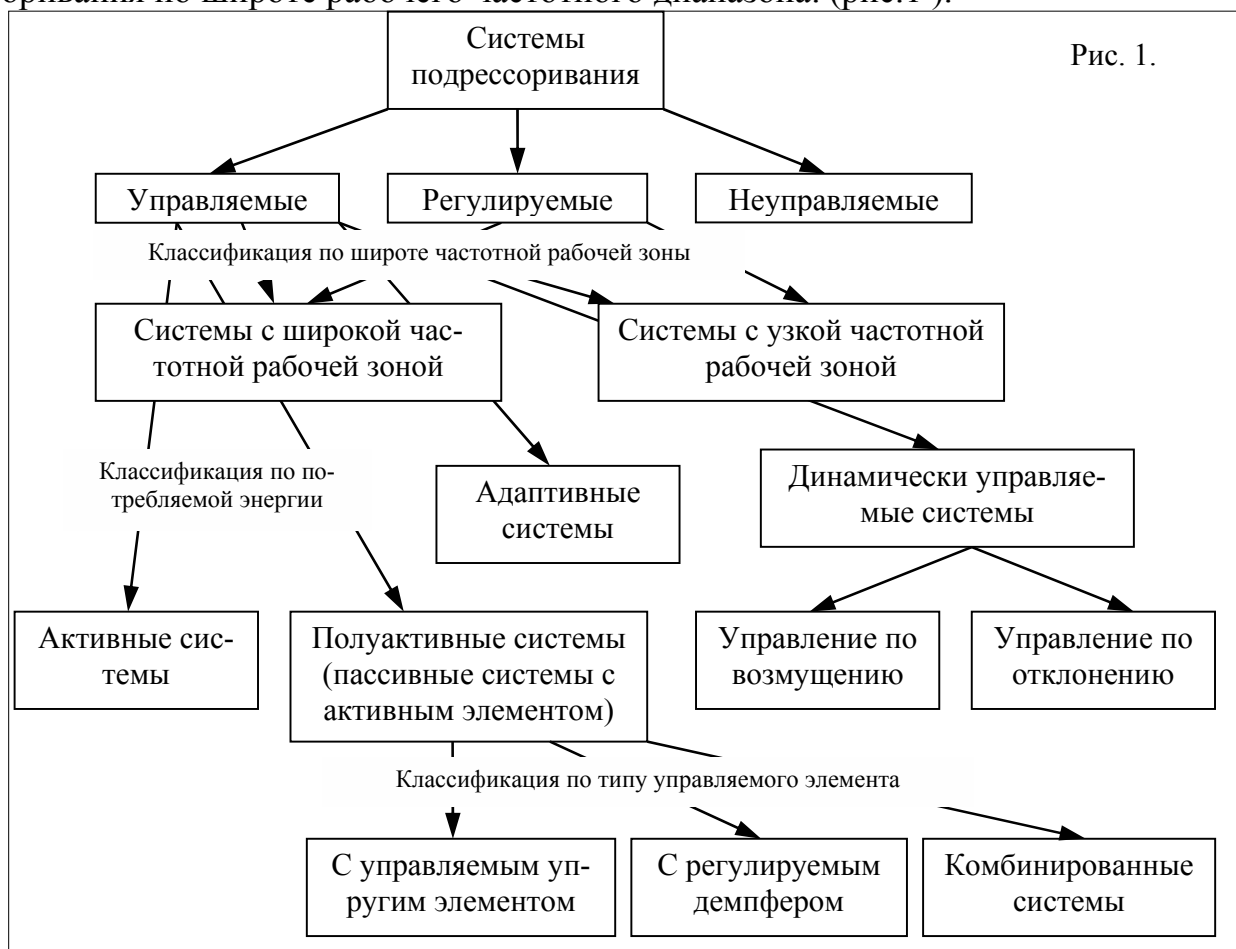 оривания по широте рабочего частотного диапазона. (рис.1 ).
Системы
подрессоривания
Рис. 1.
Управляемые
Регулируемые
Неуправляемые
Классификация по широте частотной рабочей зоны
Системы с широкой час-
тотной рабочей зоной
Системы с узкой частотной
рабочей зоной
Классификация по по-
требляемой энергии
Адаптивные
системы
Динамически управляе-
мые системы
Активные сис-
темы
Полуактивные системы
(пассивные системы с
активным элементом)
Управление по
возмущению
Управление по
отклонению
Классификация по типу управляемого элемента
С управляемым уп-
ругим элементом
С регулируемым
демпфером
Комбинированные
системы